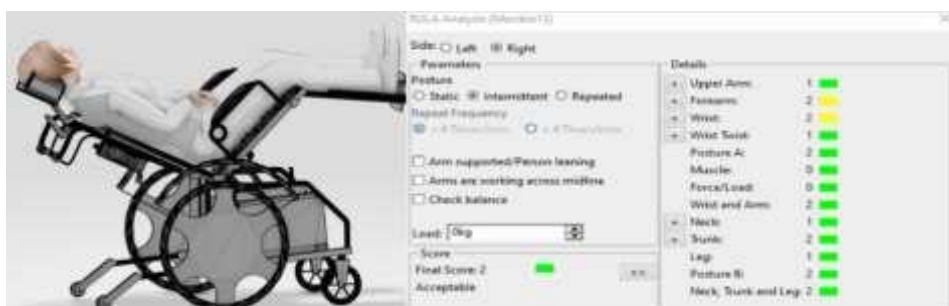 RULA Analysis (Manikin13)
Side: Left Right
Parameters
Posture
Static Intermittent Repeated
Repeat Frequency
Arm supported/Person leaning
Arms are working across midline
Check balance
Load: 0kg
Score
Final Score: 2
Acceptable
Details
+ Upper Arm: 1
+ Forearm: 2
+ Wrist: 2
+ Wrist Twist: 1
Posture A: 2
Muscle: 0
Force/Load: 0
Wrist and Arm: 2
+ Neck: 1
+ Trunk: 2
Leg: 1
Posture B: 2
Neck, Trunk and Leg: 2